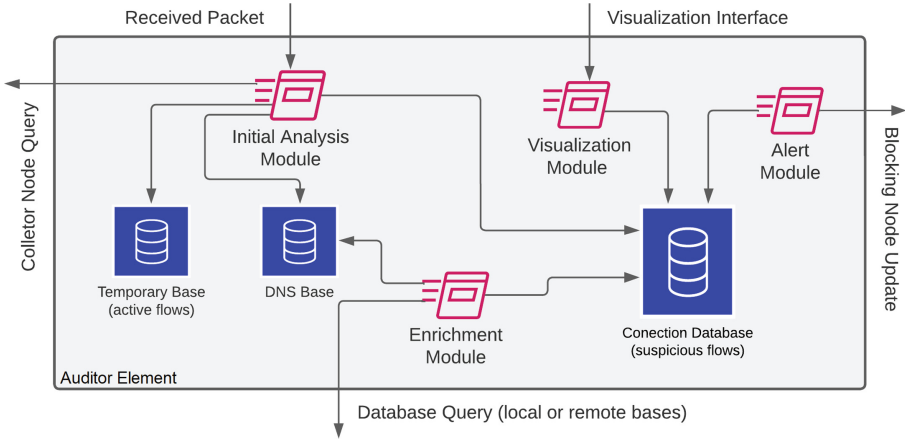 Received Packet
Visualization Interface
Colletor Node Query
Initial Analysis
Module
Visualization
Module
Alert
Module
Blocking Node Update
Temporary Base
(active flows)
DNS Base
Enrichment
Module
Conection Database
(suspicious flows)
Auditor Element
Database Query (local or remote bases)